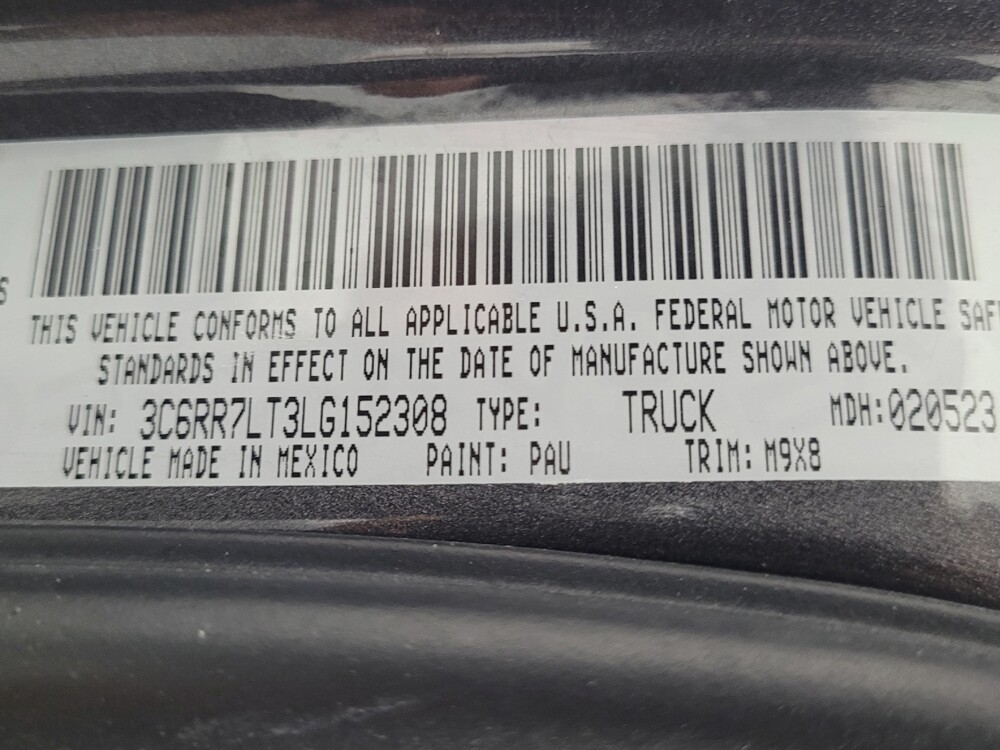 S
THIS VEHICLE CONFORMS TO ALL APPLICABLE U.S.A. FEDERAL MOTOR VEHICLE SAF
STANDARDS IN EFFECT ON THE DATE OF MANUFACTURE SHOWN ABOVE.
VIN: 3C6RR7LT3LG152308 TYPE: TRUCK MDH:020523
VEHICLE MADE IN MEXICO PAINT: PAU TRIM: M9X8